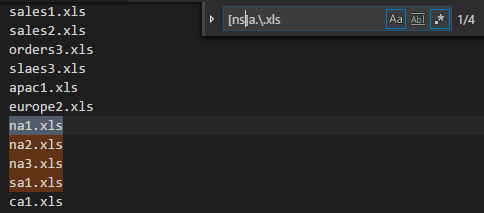 sales1.xls
sales2.xls
orders3.xls
slaes3.xls
apac1.xls
europe2.xls
na1.xls
na2.xls
na3.xls
sa1.xls
ca1.xls
[ns]a.\.xls
Aa
Abl
.*
1/4